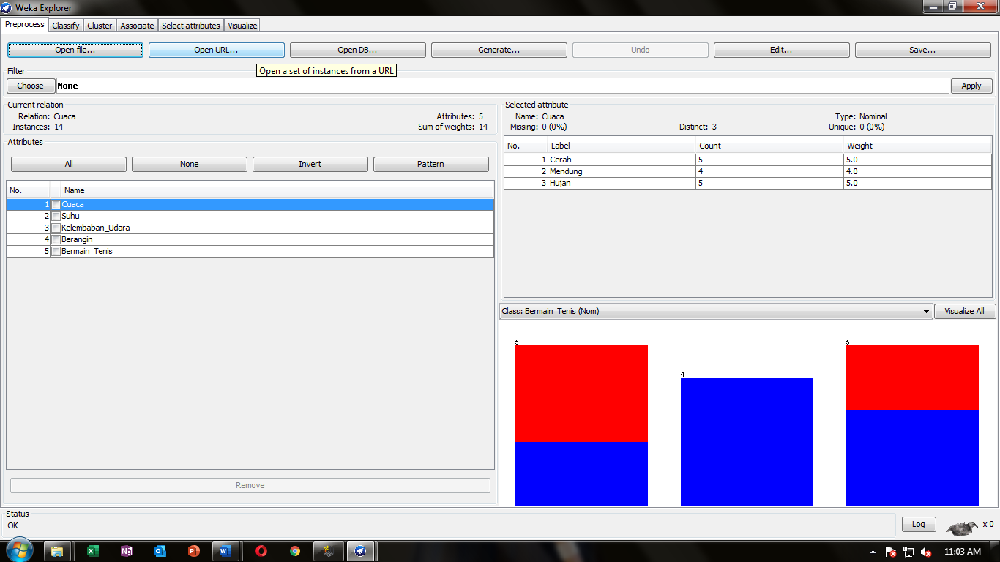 Weka Explorer
Preprocess Classify Cluster Associate Select attributes Visualize
Open file... Open URL... Open DB... Generate... Undo Edit... Save...
Open a set of instances from a URL
Filter
Choose None Apply
Current relation
Relation: Cuaca Attributes: 5
Instances: 14 Sum of weights: 14
Attributes
All None Invert Pattern
No. Name
1 Cuaca
2 Suhu
3 Kelembaban_Udara
4 Berangin
5 Bermain_Tenis
Remove
Selected attribute
Name: Cuaca Type: Nominal
Missing: 0 (0%) Distinct: 3 Unique: 0 (0%)
No. Label Count Weight
1 Cerah 5 5.0
2 Mendung 4 4.0
3 Hujan 5 5.0
Class: Bermain_Tenis (Nom) Visualize All
5 4 5
Status
OK
Log x 0
11:03 AM